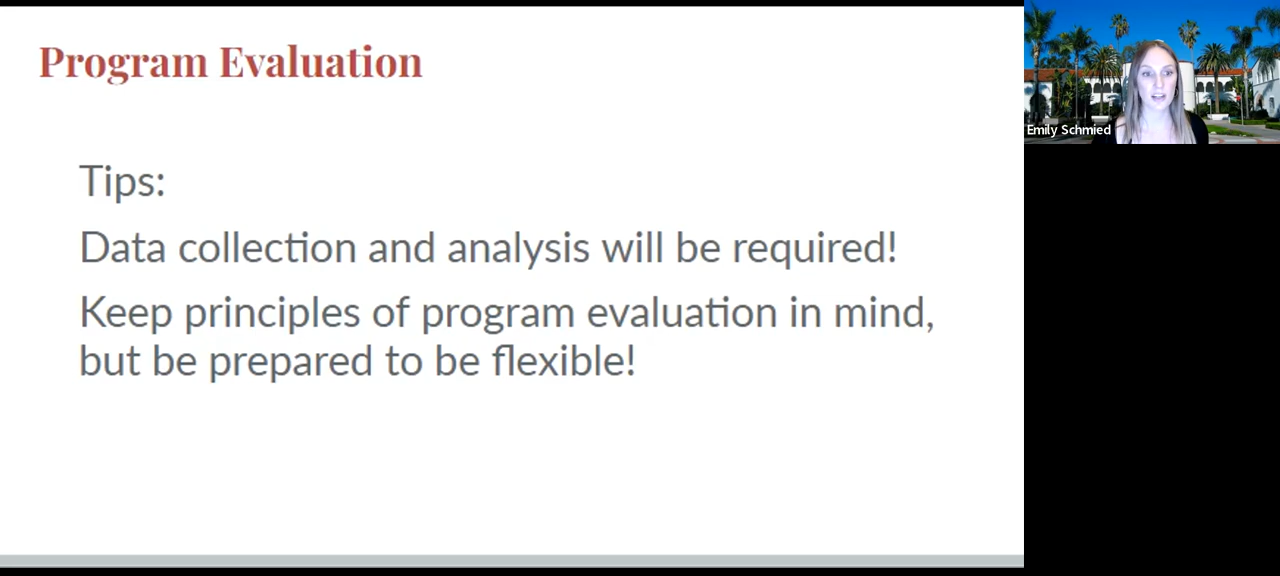 Program Evaluation
Tips:
Data collection and analysis will be required!
Keep principles of program evaluation in mind,
but be prepared to be flexible!
Emily Schmied